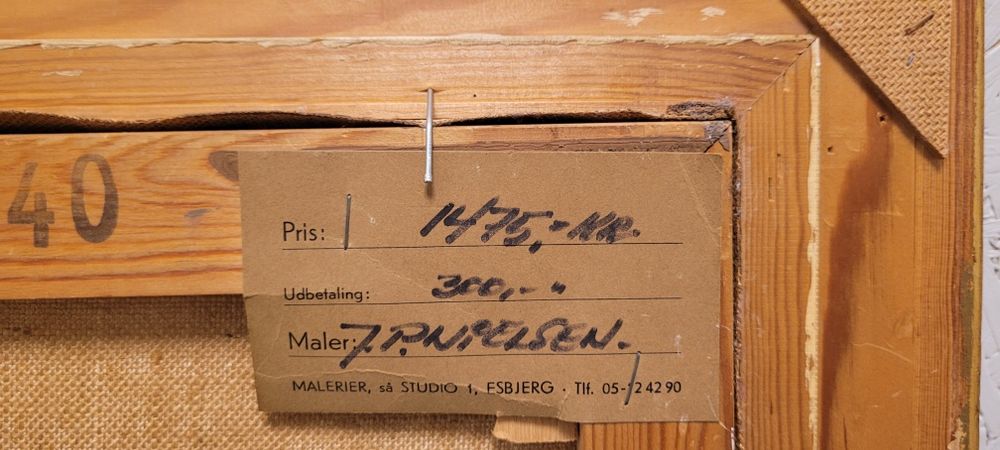 40
Pris: 1475,- KR.
Udbetaling: 300,- "
Maler: J.P. NIELSEN.
MALERIER, så STUDIO 1, ESBJERG · Tlf. 05-12 42 90